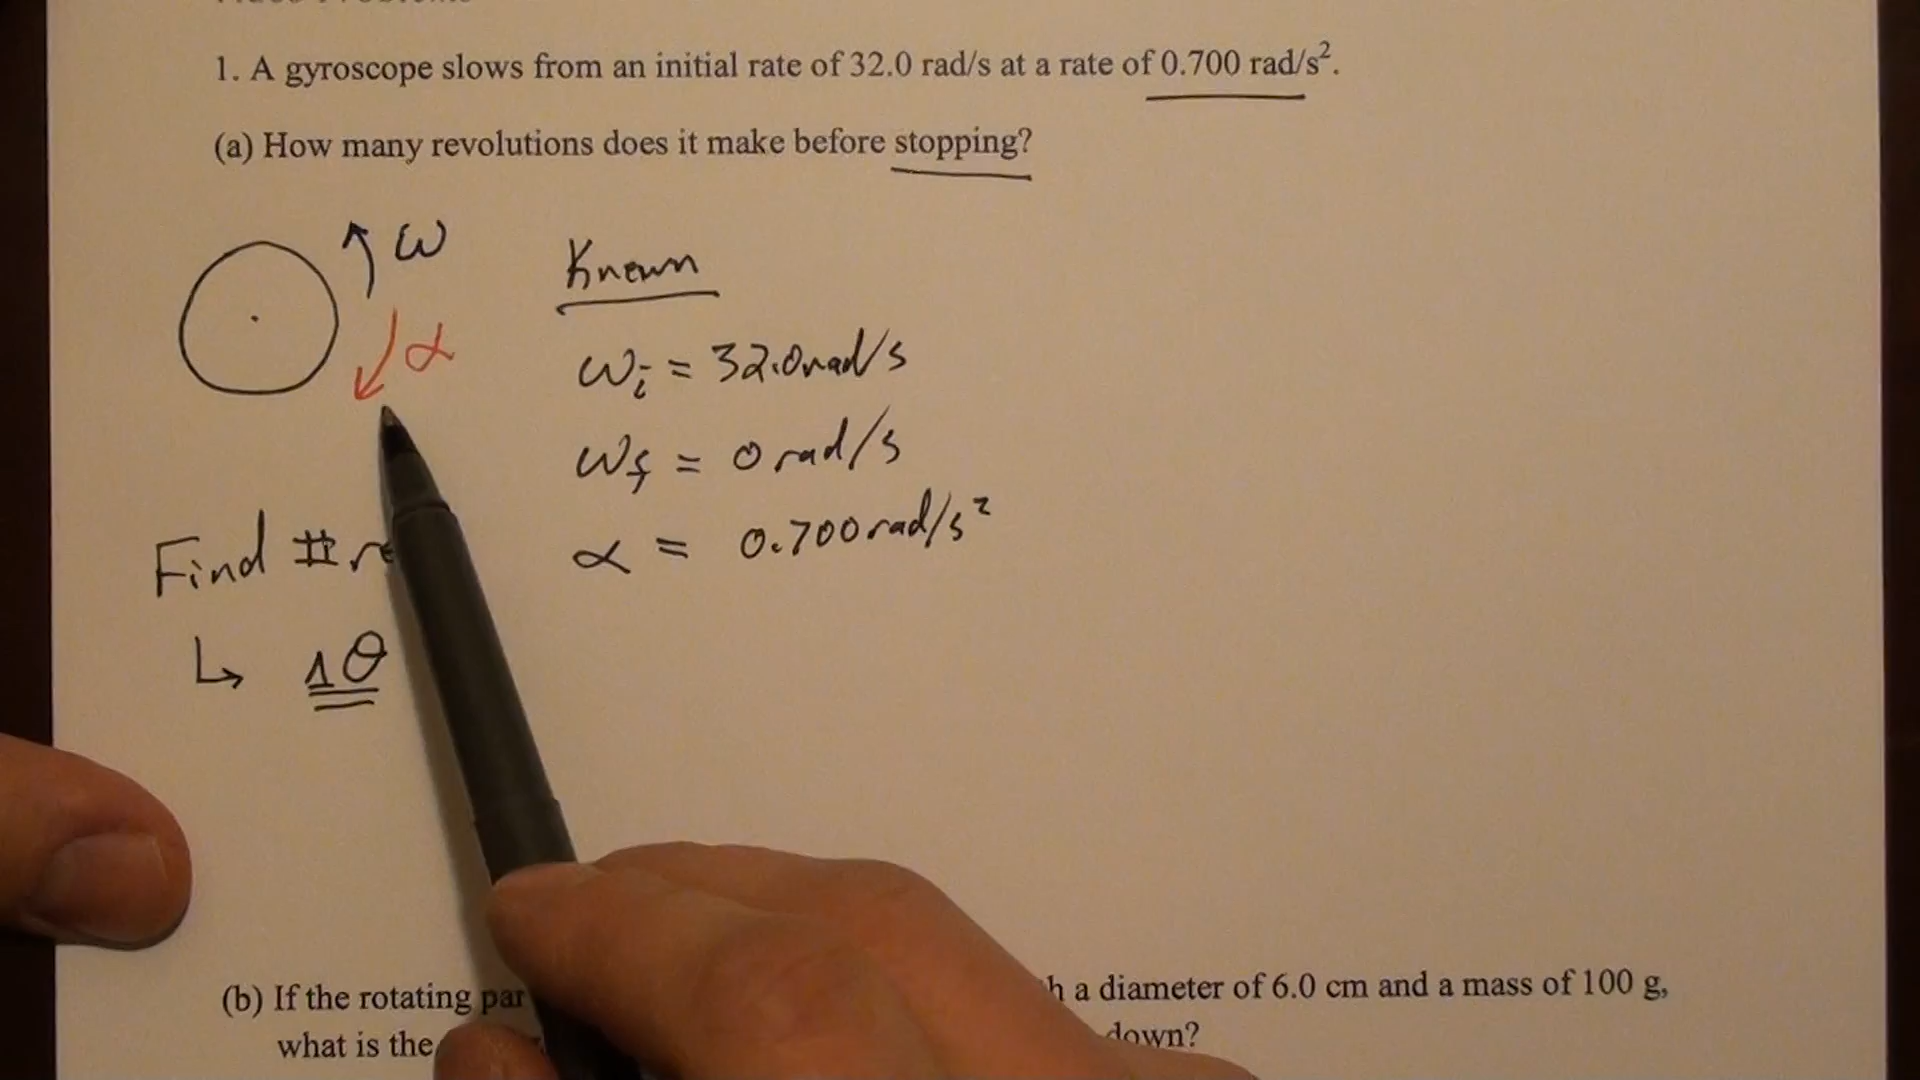 1. A gyroscope slows from an initial rate of 32.0 rad/s at a rate of 0.700 rad/s².
(a) How many revolutions does it make before stopping?
ω
α
Known
ωi = 32.0 rad/s
ωf = 0 rad/s
α = 0.700 rad/s²
Find #
↳ Δθ
(b) If the rotating a diameter of 6.0 cm and a mass of 100 g,
what is the down?